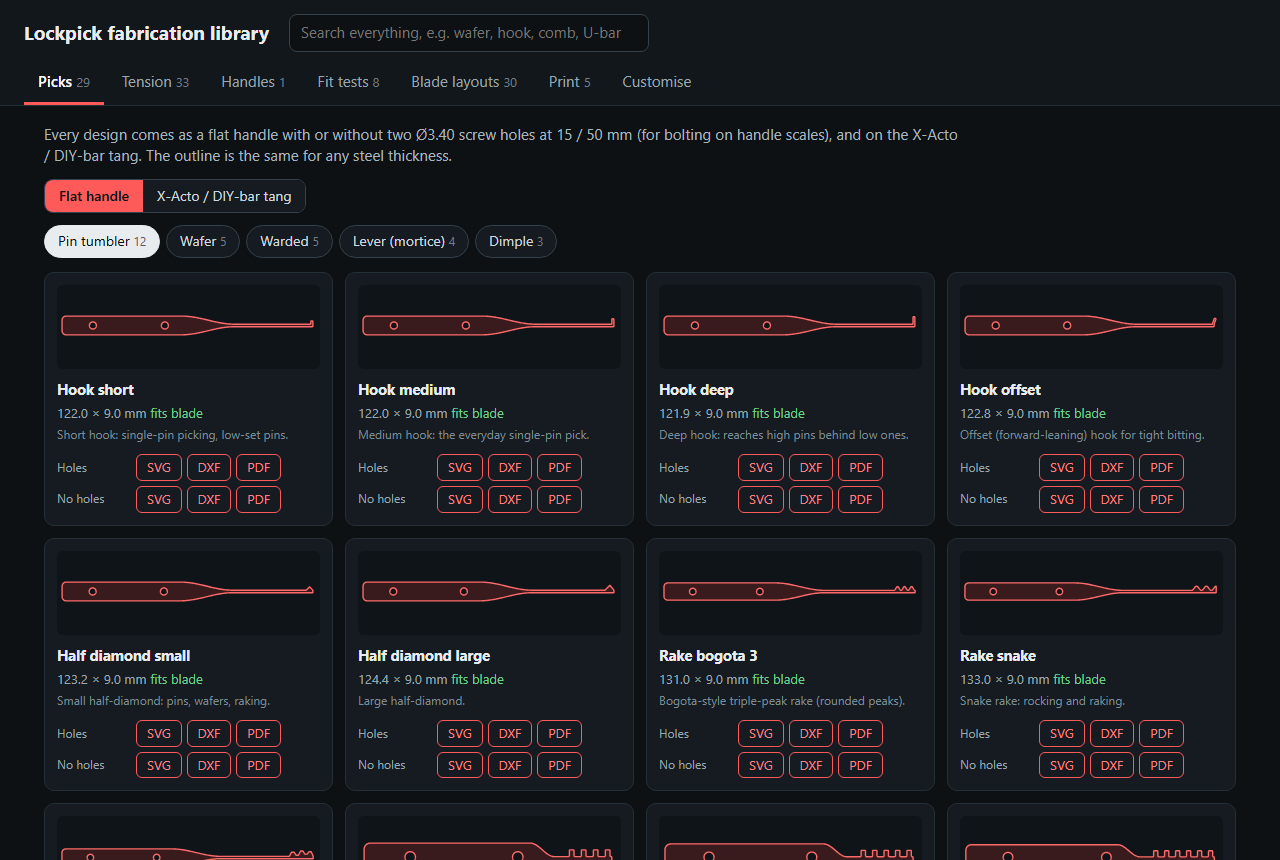 Lockpick fabrication library
Search everything, e.g. wafer, hook, comb, U-bar
Picks 29 Tension 33 Handles 1 Fit tests 8 Blade layouts 30 Print 5 Customise
Every design comes as a flat handle with or without two Ø3.40 screw holes at 15 / 50 mm (for bolting on handle scales), and on the X-Acto
/ DIY-bar tang. The outline is the same for any steel thickness.
Flat handle X-Acto / DIY-bar tang
Pin tumbler 12 Wafer 5 Warded 5 Lever (mortice) 4 Dimple 3
Hook short
122.0 × 9.0 mm fits blade
Short hook: single-pin picking, low-set pins.
Holes SVG DXF PDF
No holes SVG DXF PDF
Hook medium
122.0 × 9.0 mm fits blade
Medium hook: the everyday single-pin pick.
Holes SVG DXF PDF
No holes SVG DXF PDF
Hook deep
121.9 × 9.0 mm fits blade
Deep hook: reaches high pins behind low ones.
Holes SVG DXF PDF
No holes SVG DXF PDF
Hook offset
122.8 × 9.0 mm fits blade
Offset (forward-leaning) hook for tight bitting.
Holes SVG DXF PDF
No holes SVG DXF PDF
Half diamond small
123.2 × 9.0 mm fits blade
Small half-diamond: pins, wafers, raking.
Holes SVG DXF PDF
No holes SVG DXF PDF
Half diamond large
124.4 × 9.0 mm fits blade
Large half-diamond.
Holes SVG DXF PDF
No holes SVG DXF PDF
Rake bogota 3
131.0 × 9.0 mm fits blade
Bogota-style triple-peak rake (rounded peaks).
Holes SVG DXF PDF
No holes SVG DXF PDF
Rake snake
133.0 × 9.0 mm fits blade
Snake rake: rocking and raking.
Holes SVG DXF PDF
No holes SVG DXF PDF